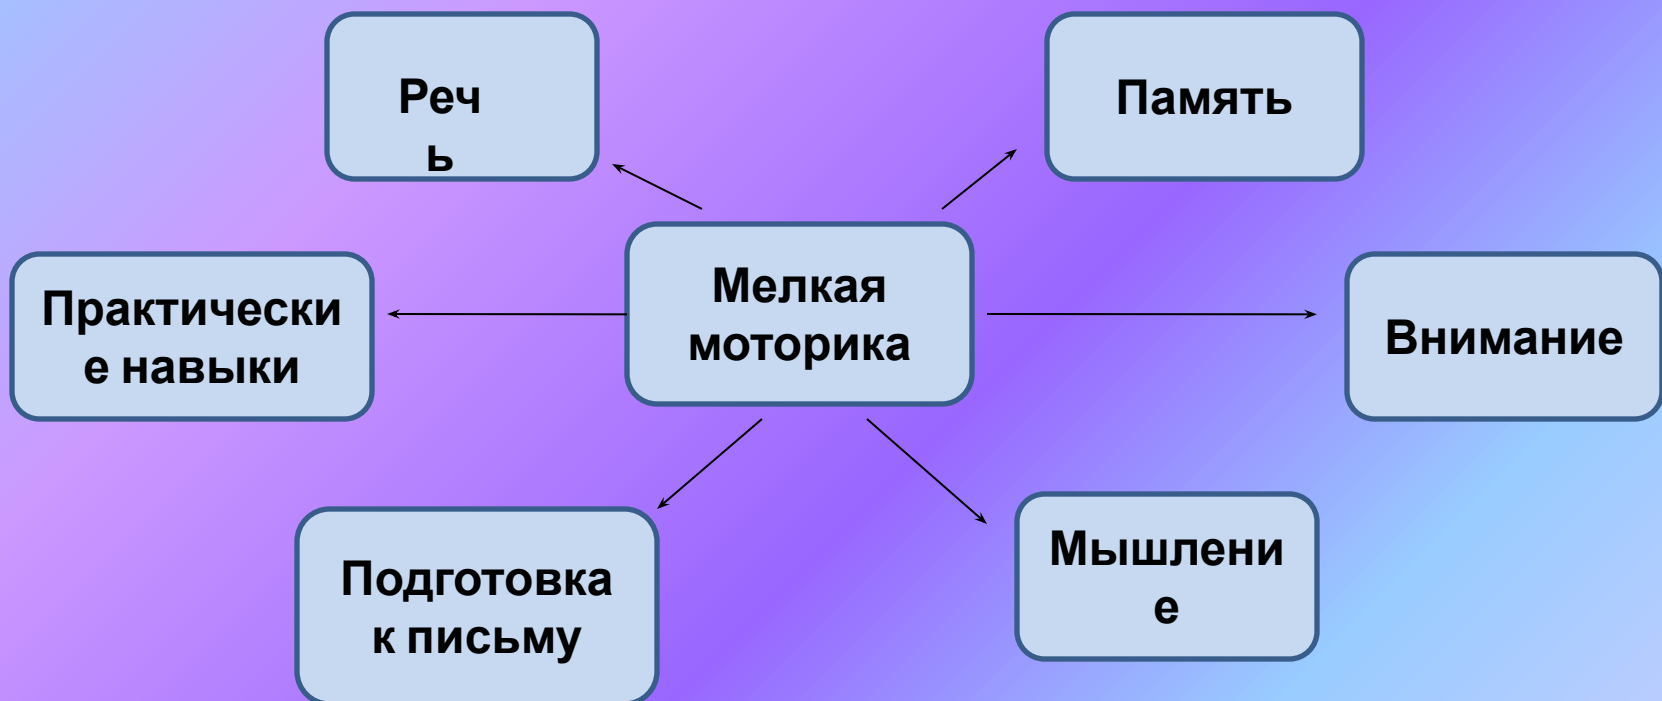 Реч
ь
Память
Мелкая
моторика
Практически
е навыки
Внимание
Подготовка
к письму
Мышлени
е